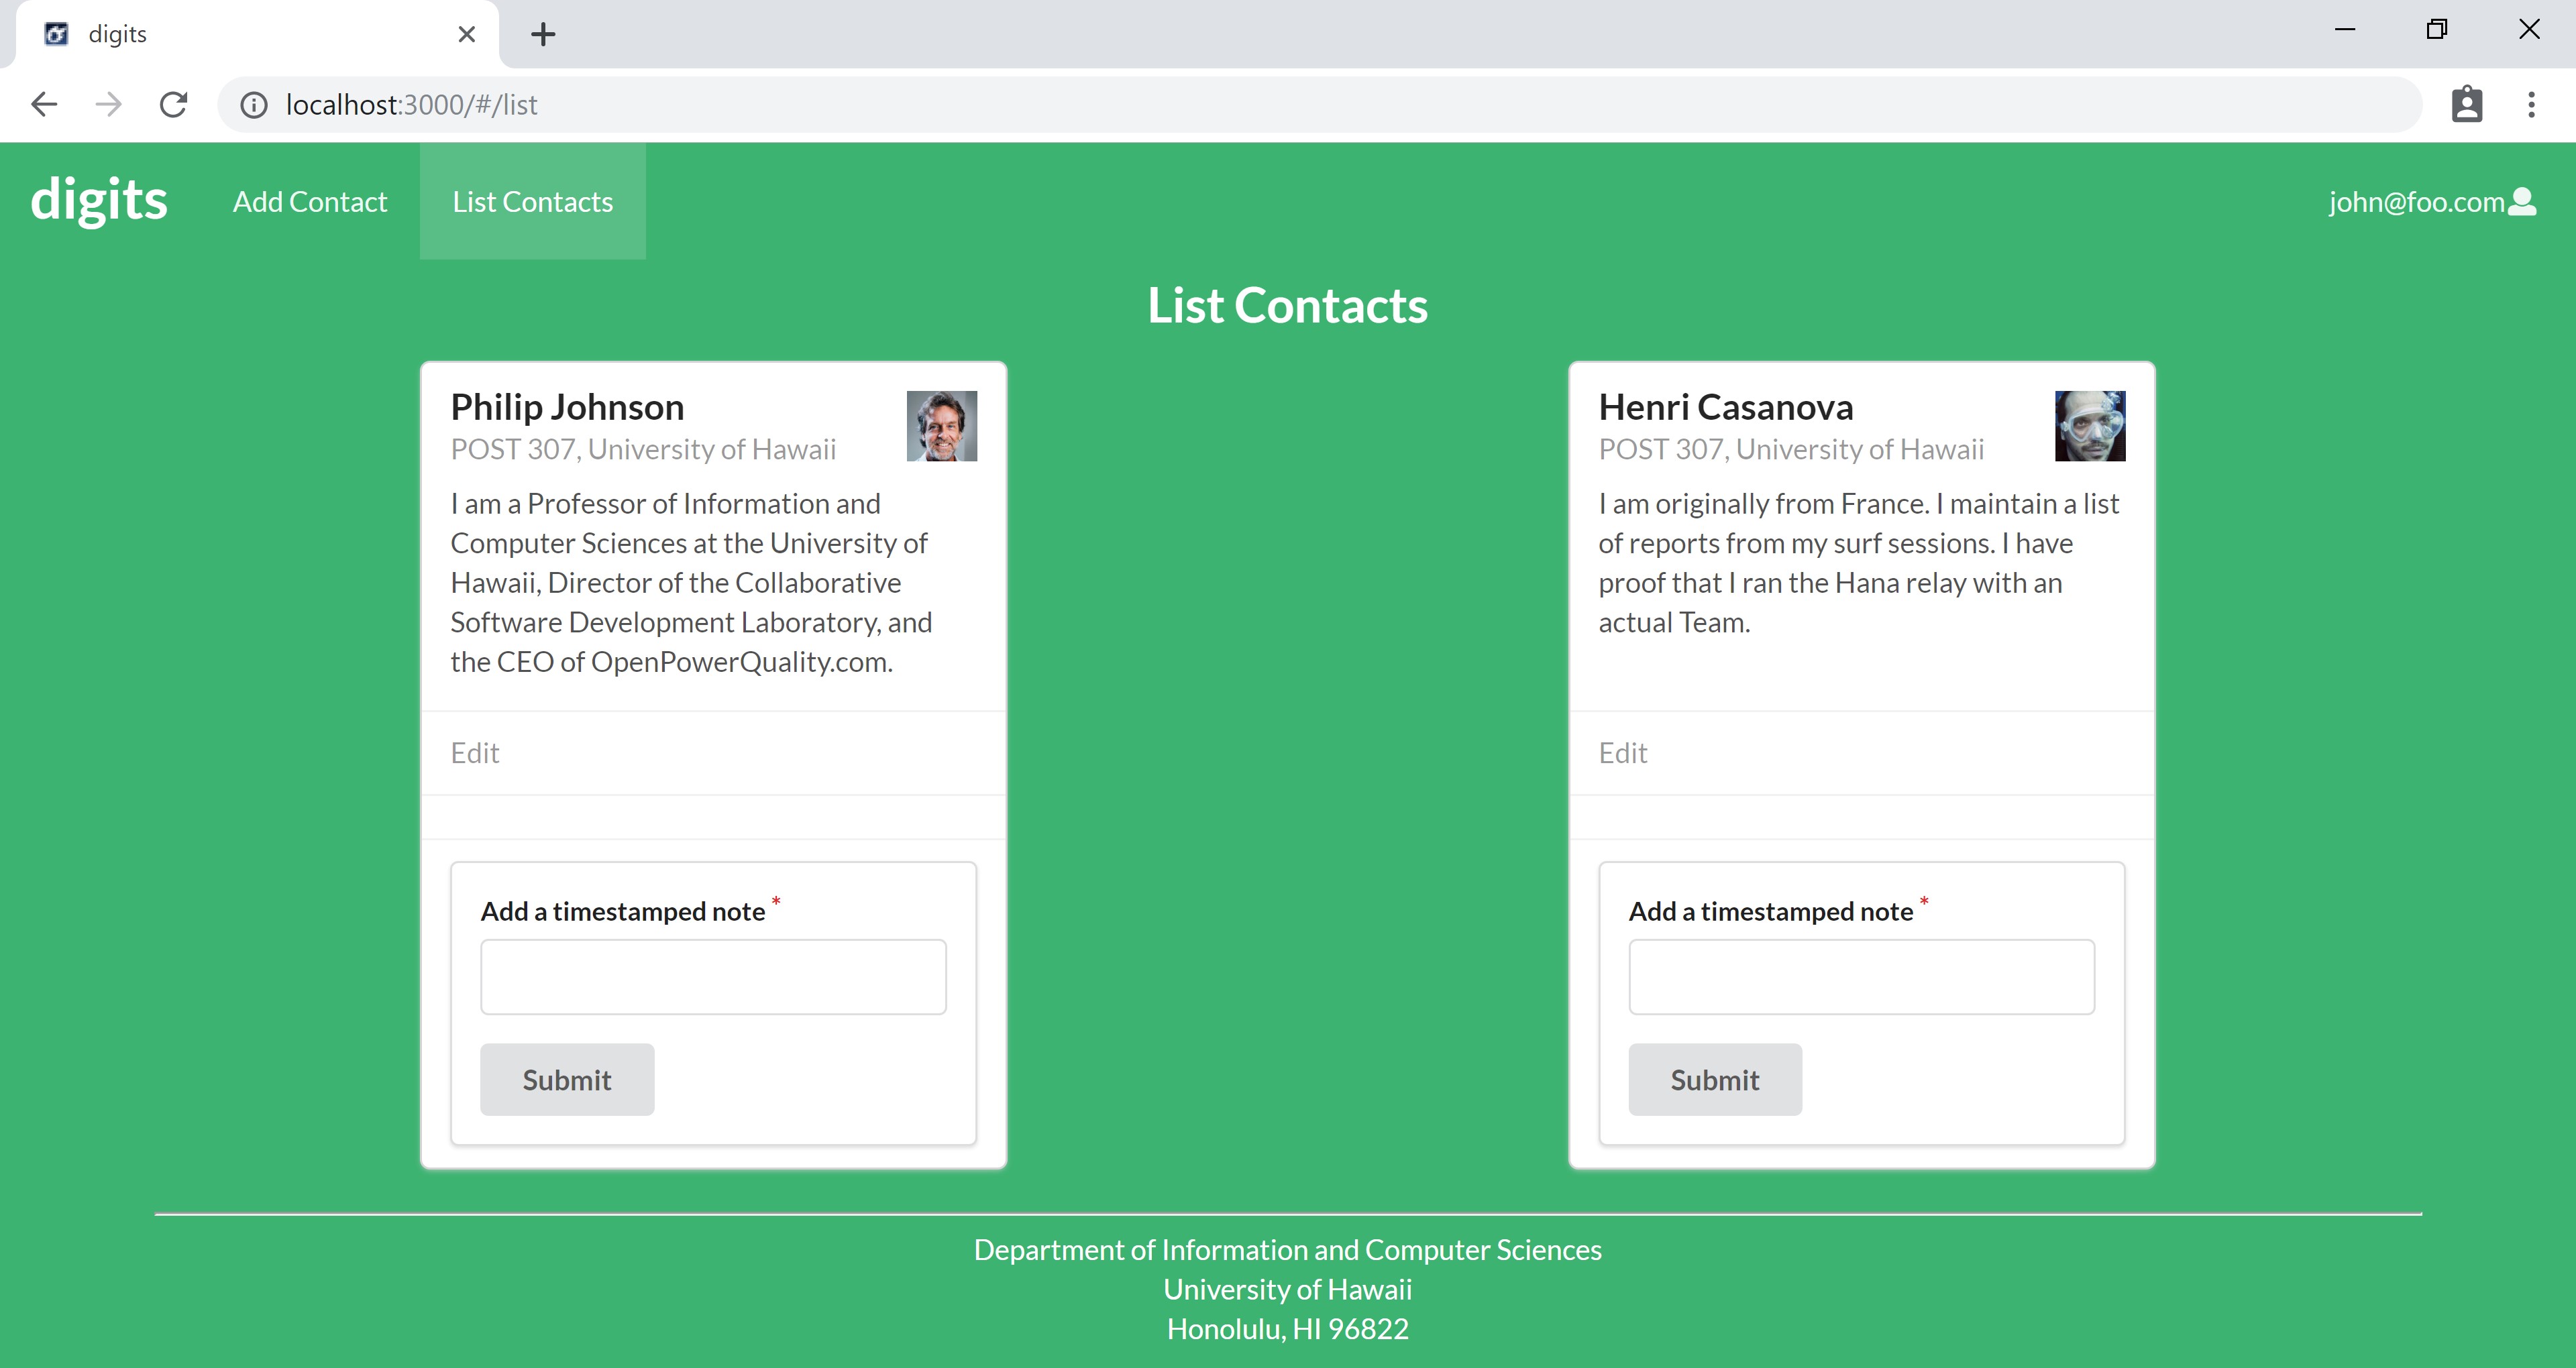 digits
localhost:3000/#/list
digits
Add Contact
List Contacts
john@foo.com
List Contacts
Philip Johnson
POST 307, University of Hawaii
I am a Professor of Information and
Computer Sciences at the University of
Hawaii, Director of the Collaborative
Software Development Laboratory, and
the CEO of OpenPowerQuality.com.
Edit
Add a timestamped note *
Submit
Henri Casanova
POST 307, University of Hawaii
I am originally from France. I maintain a list
of reports from my surf sessions. I have
proof that I ran the Hana relay with an
actual Team.
Edit
Add a timestamped note *
Submit
Department of Information and Computer Sciences
University of Hawaii
Honolulu, HI 96822